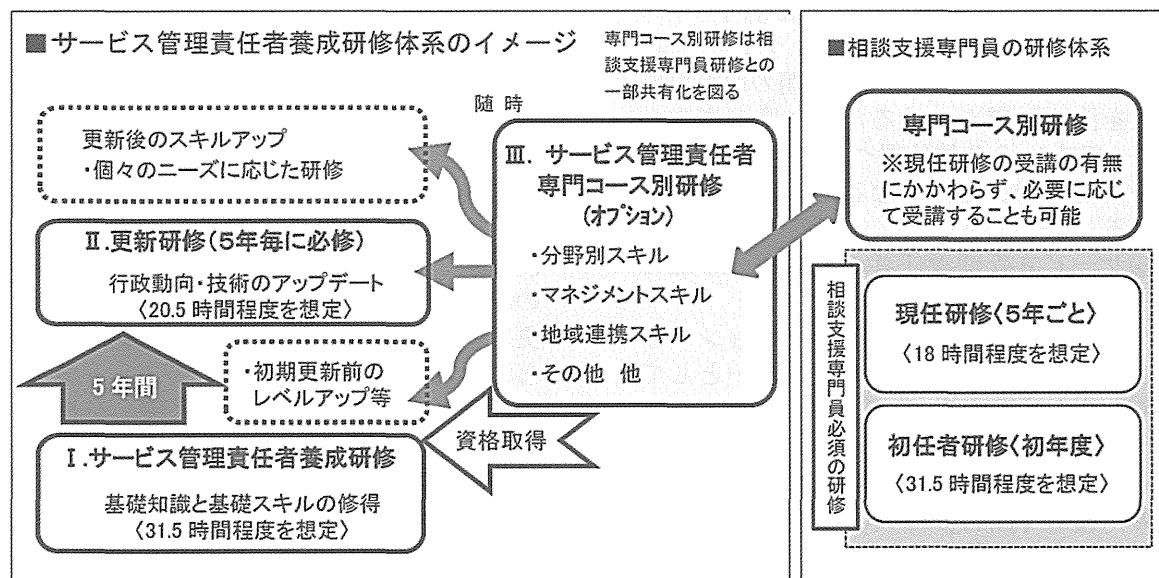 ■サービス管理責任者養成研修体系のイメージ
専門コース別研修は相
談支援専門員研修との
一部共有化を図る
随 時
更新後のスキルアップ
・個々のニーズに応じた研修
Ⅱ.更新研修(5年毎に必修)
行政動向・技術のアップデート
〈20.5 時間程度を想定〉
5 年間
・初期更新前の
レベルアップ等
Ⅰ.サービス管理責任者養成研修
基礎知識と基礎スキルの修得
〈31.5 時間程度を想定〉
資格取得
Ⅲ. サービス管理責任者
専門コース別研修
(オプション)
・分野別スキル
・マネジメントスキル
・地域連携スキル
・その他 他
■相談支援専門員の研修体系
専門コース別研修
※現任研修の受講の有無
にかかわらず、必要に応じ
て受講することも可能
相談支援専門員必須の研修
現任研修〈5年ごと〉
〈18 時間程度を想定〉
初任者研修〈初年度〉
〈31.5 時間程度を想定〉